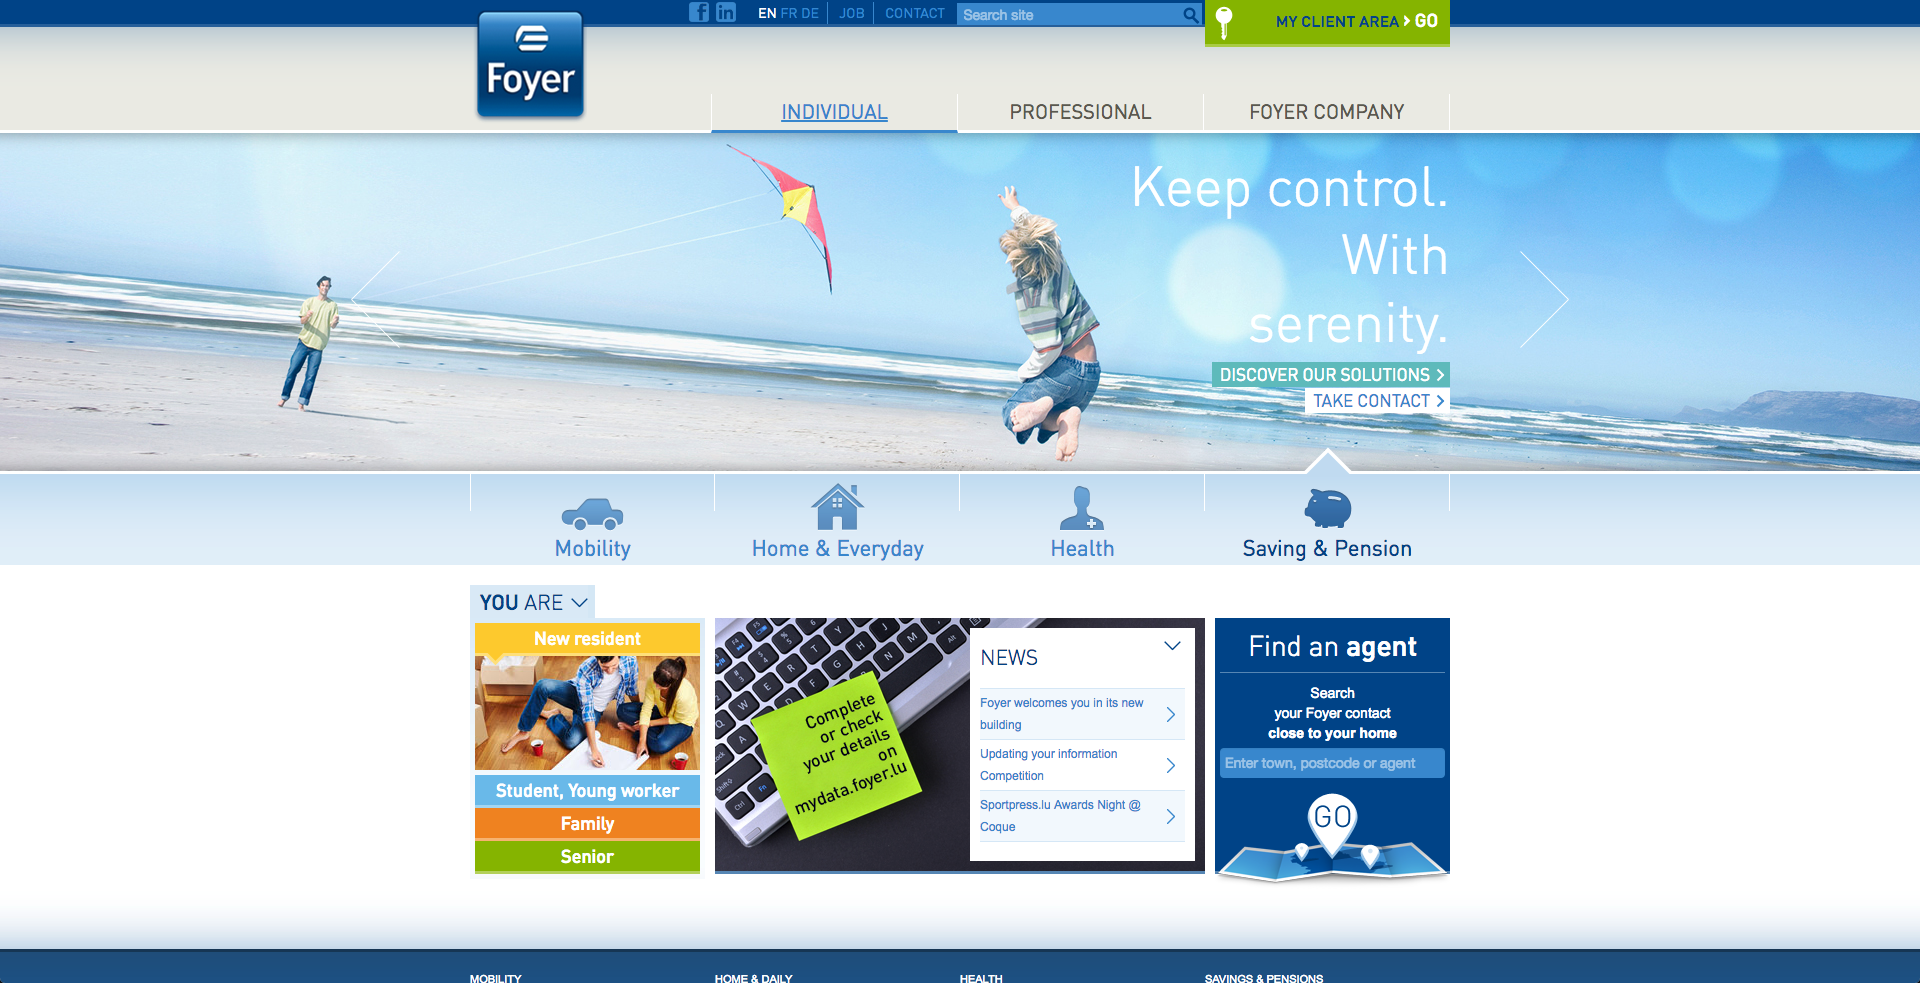 EN FR DE JOB CONTACT Search site
MY CLIENT AREA > GO
Foyer
INDIVIDUAL PROFESSIONAL FOYER COMPANY
Keep control.
With
serenity.
DISCOVER OUR SOLUTIONS >
TAKE CONTACT >
Mobility Home & Everyday Health Saving & Pension
YOU ARE
New resident
Student, Young worker
Family
Senior
Complete
or check
your details
on
mydata.foyer.lu
NEWS
Foyer welcomes you in its new
building
Updating your information
Competition
Sportpress.lu Awards Night @
Coque
Find an agent
Search
your Foyer contact
close to your home
Enter town, postcode or agent
GO
MOBILITY HOME & DAILY HEALTH SAVINGS & PENSIONS